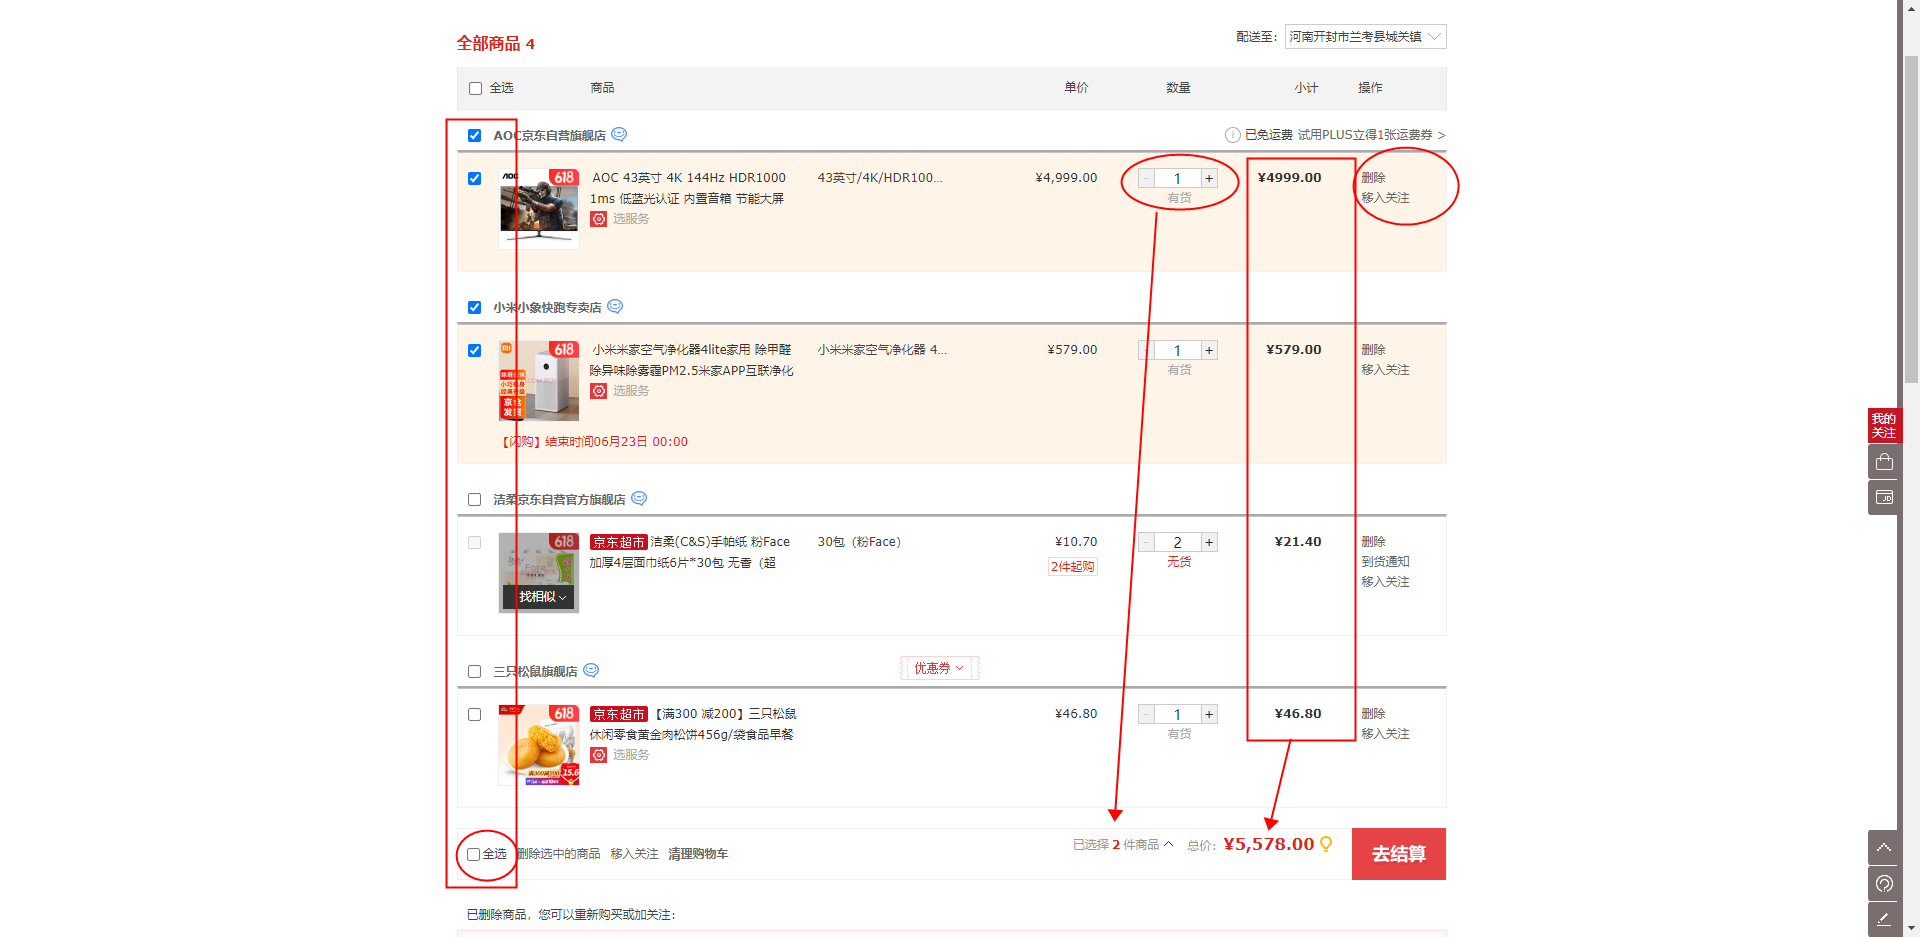 全部商品 4
配送至： 河南开封市兰考县城关镇
全选 商品 单价 数量 小计 操作
AOC京东自营旗舰店 已免运费 试用PLUS立得1张运费券 >
AOC 618
AOC 43英寸 4K 144Hz HDR1000 43英寸/4K/HDR100... ¥4,999.00 - 1 + ¥4999.00 删除
1ms 低蓝光认证 内置音箱 节能大屏 有货 移入关注
选服务
小米小象快跑专卖店
618
小米米家空气净化器4lite家用 除甲醛 小米米家空气净化器 4... ¥579.00 - 1 + ¥579.00 删除
除异味除雾霾PM2.5米家APP互联净化 有货 移入关注
选服务
京仓
发货
【闪购】结束时间06月23日 00:00
我的
关注
JD
洁柔京东自营官方旗舰店
618
京东超市 洁柔(C&S)手帕纸 粉Face 30包（粉Face） ¥10.70 - 2 + ¥21.40 删除
加厚4层面巾纸6片*30包 无香（超 2件起购 无货 到货通知
移入关注
Face
找相似
三只松鼠旗舰店 优惠券
618
京东超市 【满300 减200】三只松鼠 ¥46.80 - 1 + ¥46.80 删除
休闲零食黄金肉松饼456g/袋食品早餐 有货 移入关注
选服务
满300减200 15.6
全选 删除选中的商品 移入关注 清理购物车 已选择 2 件商品 总价： ¥5,578.00 去结算
已删除商品，您可以重新购买或加关注：